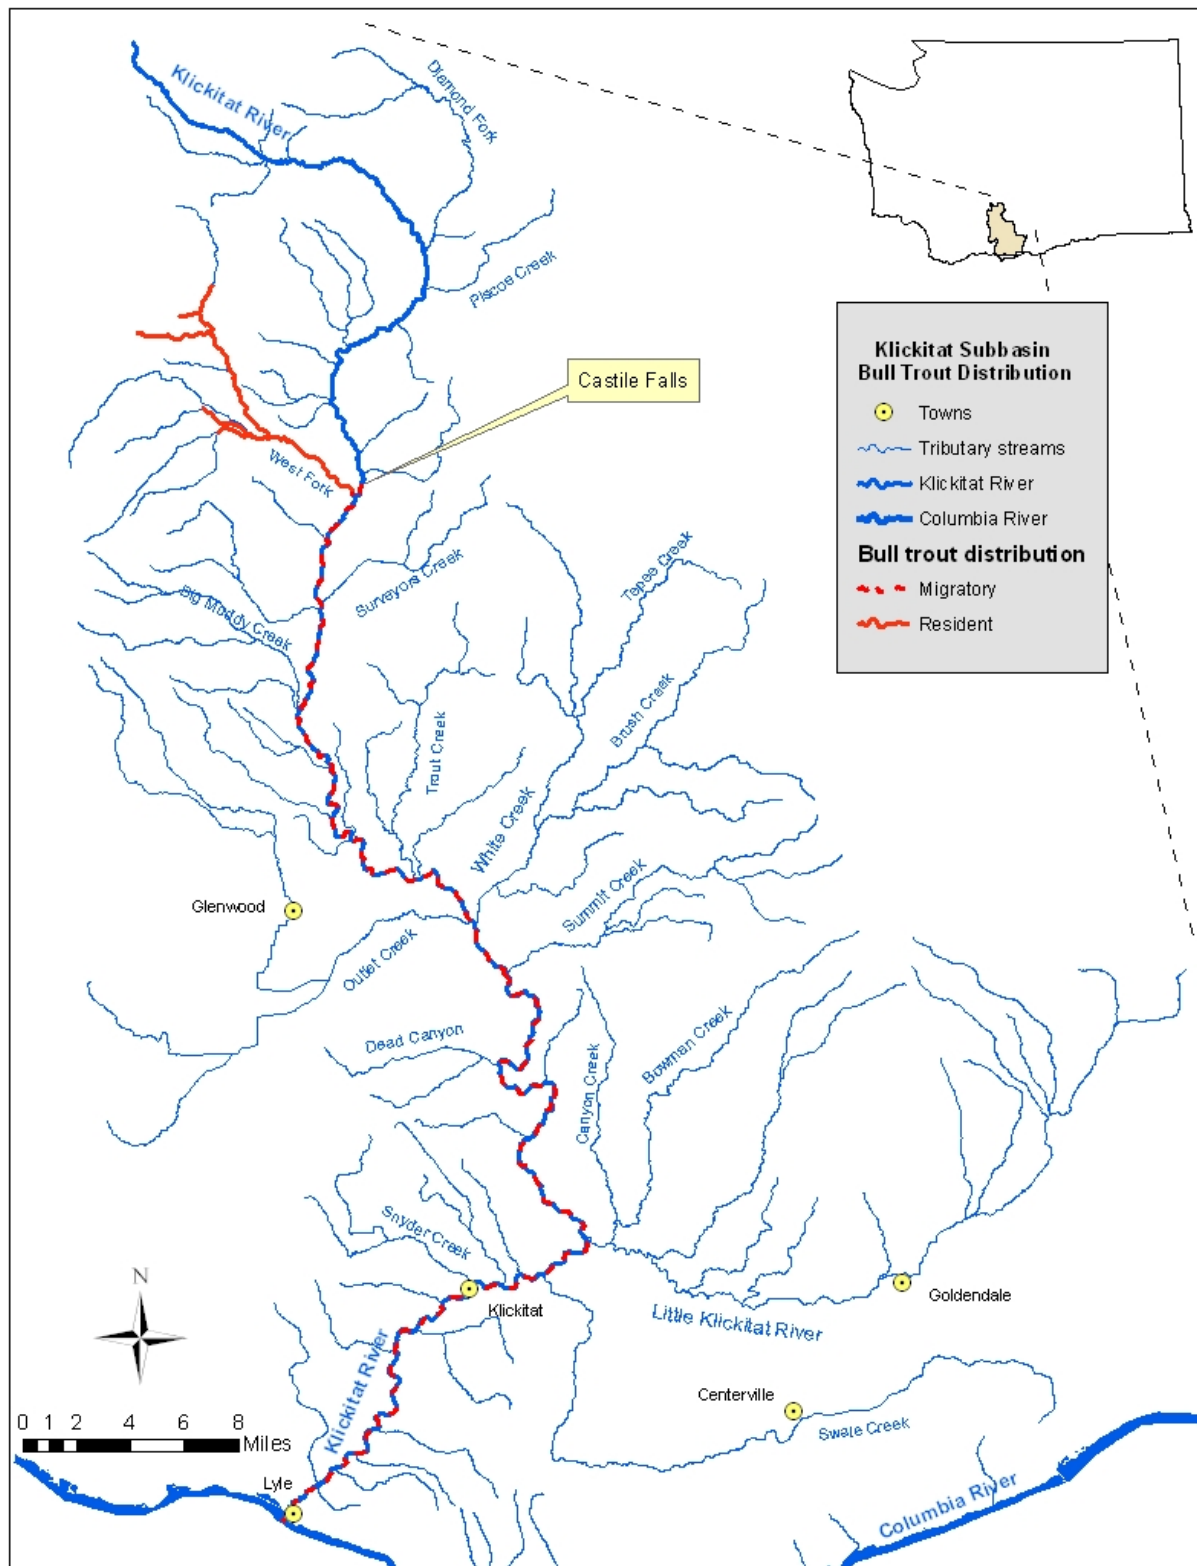 Klickitat River
Diamond Fork
Piscoe Creek
Castile Falls
Klickitat Subbasin
Bull Trout Distribution
Towns
Tributary streams
Klickitat River
Columbia River
Bull trout distribution
Migratory
Resident
West Fork
Surveyors Creek
Tepee Creek
Big Muddy Creek
Brush Creek
Trout Creek
White Creek
Summit Creek
Glenwood
Outlet Creek
Dead Canyon
Canyon Creek
Bowman Creek
Snyder Creek
N
Klickitat
Goldendale
Little Klickitat River
Klickitat River
Centerville
Swale Creek
0 1 2 4 6 8
Miles
Lyle
Columbia River